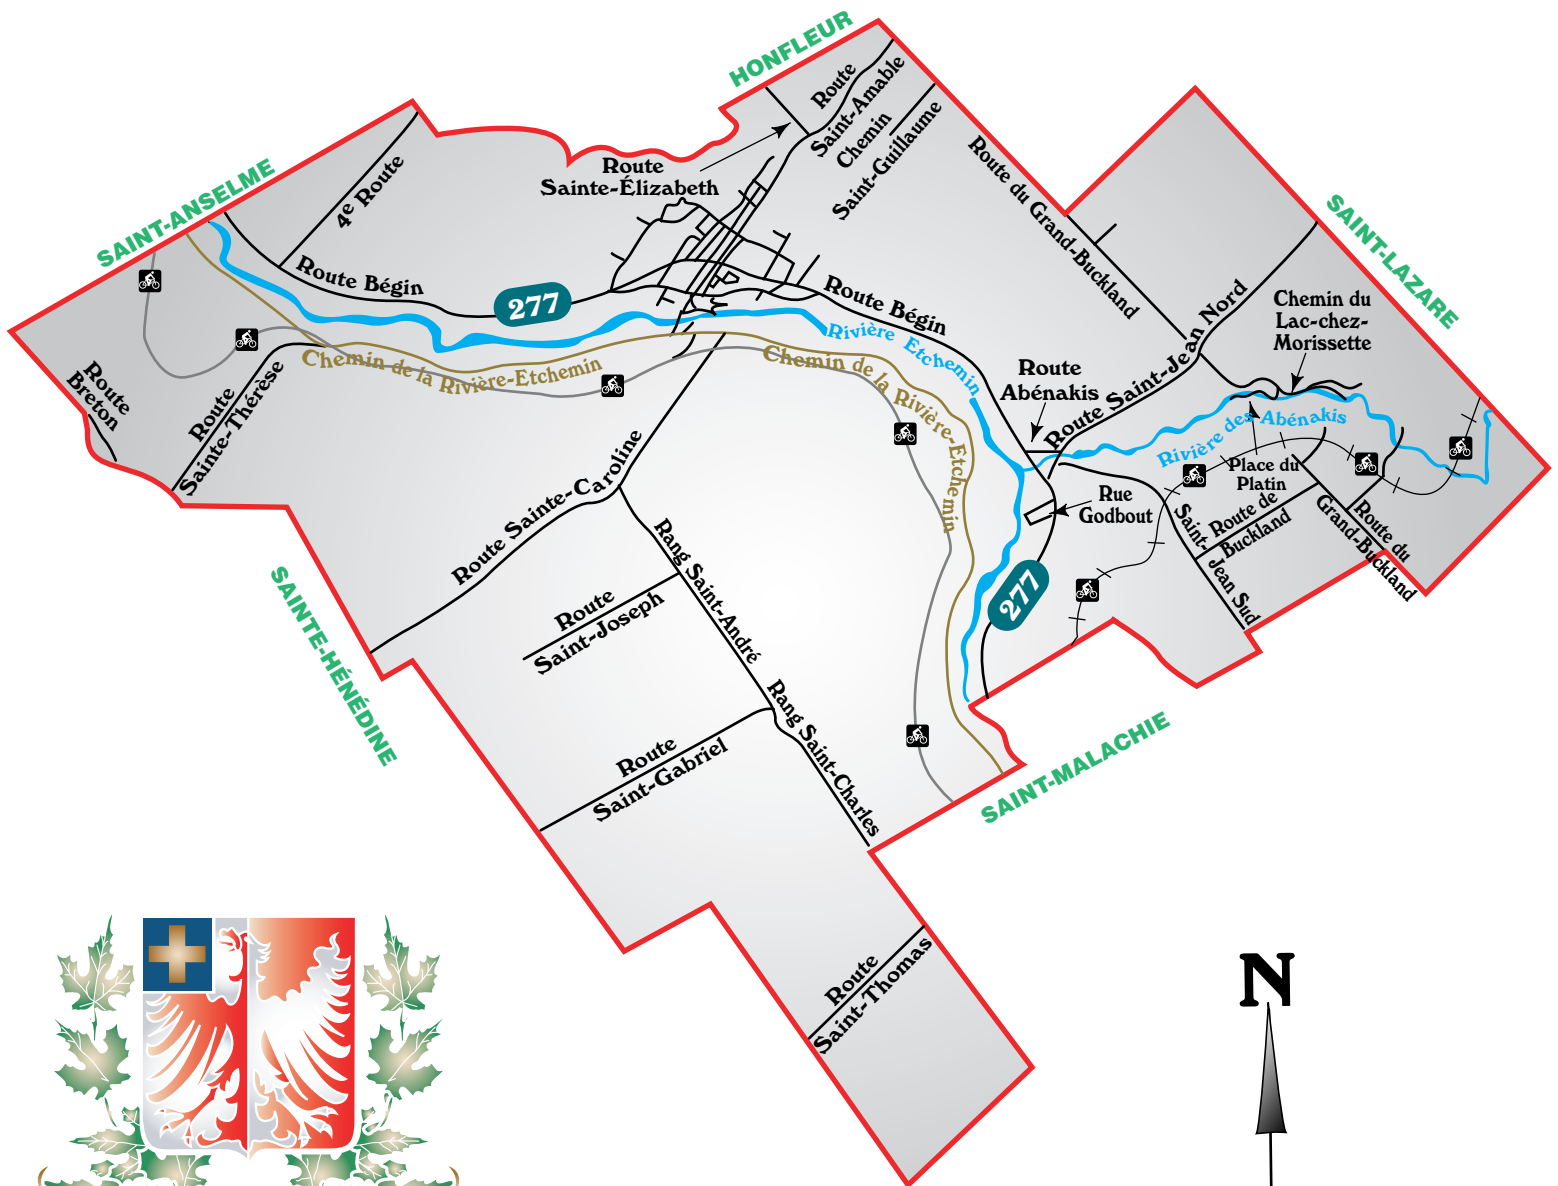 HONFLEUR
Route
Saint-Amable
Chemin
Saint-Guillaume
Route
Sainte-Élizabeth
4e Route
SAINT-ANSELME
Route du Grand-Buckland
SAINT-LAZARE
Route Bégin
277
Route Bégin
Rivière Etchemin
Route Saint-Jean Nord
Chemin du
Lac-chez-
Morissette
Route
Abénakis
Chemin de la Rivière-Etchemin
Chemin de la Rivière-Etchemin
Route
Breton
Route
Sainte-Thérèse
Rivière des Abénakis
Place du
Platin
Rue
Godbout
Route de
Buckland
Saint-
Jean Sud
Route du
Grand-Buckland
Route Sainte-Caroline
Rang Saint-André
277
Route
Saint-Joseph
SAINTE-HÉNÉDINE
Rang Saint-Charles
Route
Saint-Gabriel
SAINT-MALACHIE
Route
Saint-Thomas
N